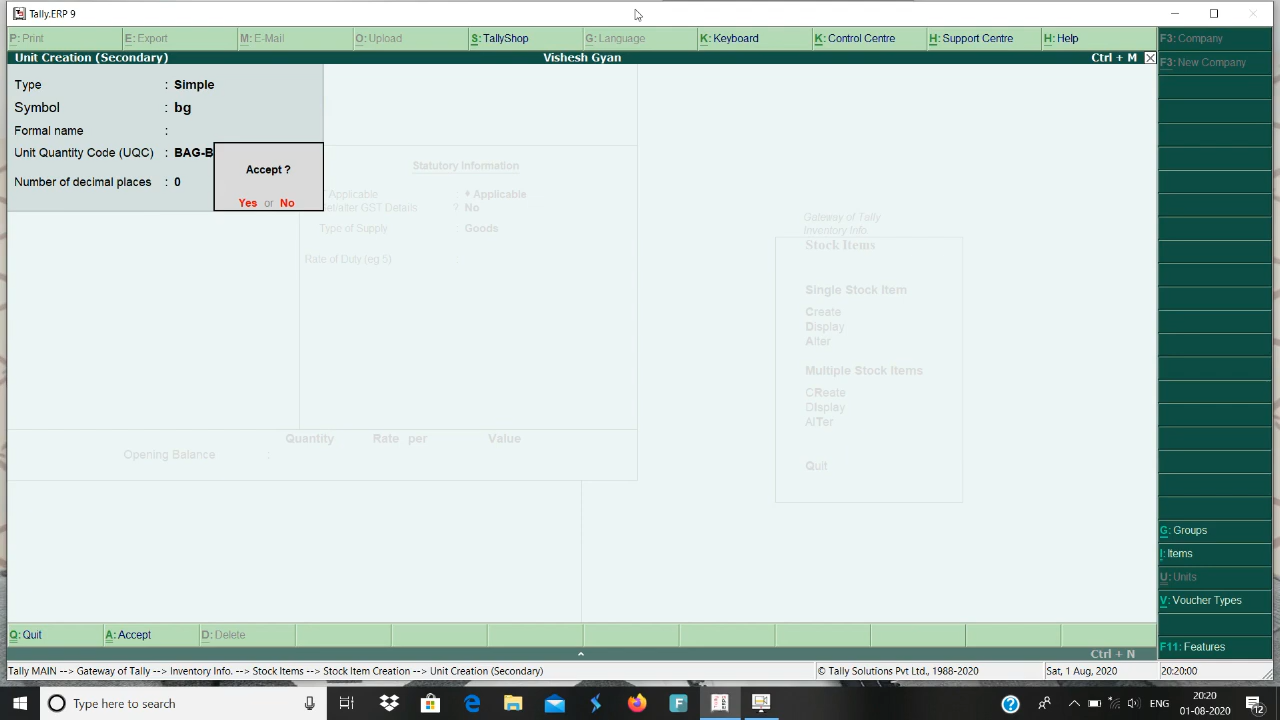 Tally.ERP 9
P: Print E: Export M: E-Mail O: Upload S: TallyShop G: Language K: Keyboard K: Control Centre H: Support Centre H: Help F3: Company
Unit Creation (Secondary) Vishesh Gyan Ctrl + M
F3: New Company
Type : Simple
Symbol : bg
Formal name :
Unit Quantity Code (UQC) : BAG-B
Number of decimal places : 0
Accept ?
Yes or No
Statutory Information
Applicable : ♦ Applicable
GST Details ? No
Type of Supply : Goods
Rate of Duty (eg 5)
Gateway of Tally
Inventory Info.
Stock Items
Single Stock Item
Create
Display
Alter
Multiple Stock Items
CReate
DIsplay
AlTer
Quit
Quantity Rate per Value
Opening Balance :
G: Groups
I: Items
U: Units
V: Voucher Types
F11: Features
Q: Quit A: Accept D: Delete
Ctrl + N
Tally MAIN --> Gateway of Tally --> Inventory Info. --> Stock Items --> Stock Item Creation --> Unit Creation (Secondary) © Tally Solutions Pvt Ltd., 1988-2020 Sat, 1 Aug, 2020 20:20:00
Type here to search ENG 20:20
01-08-2020